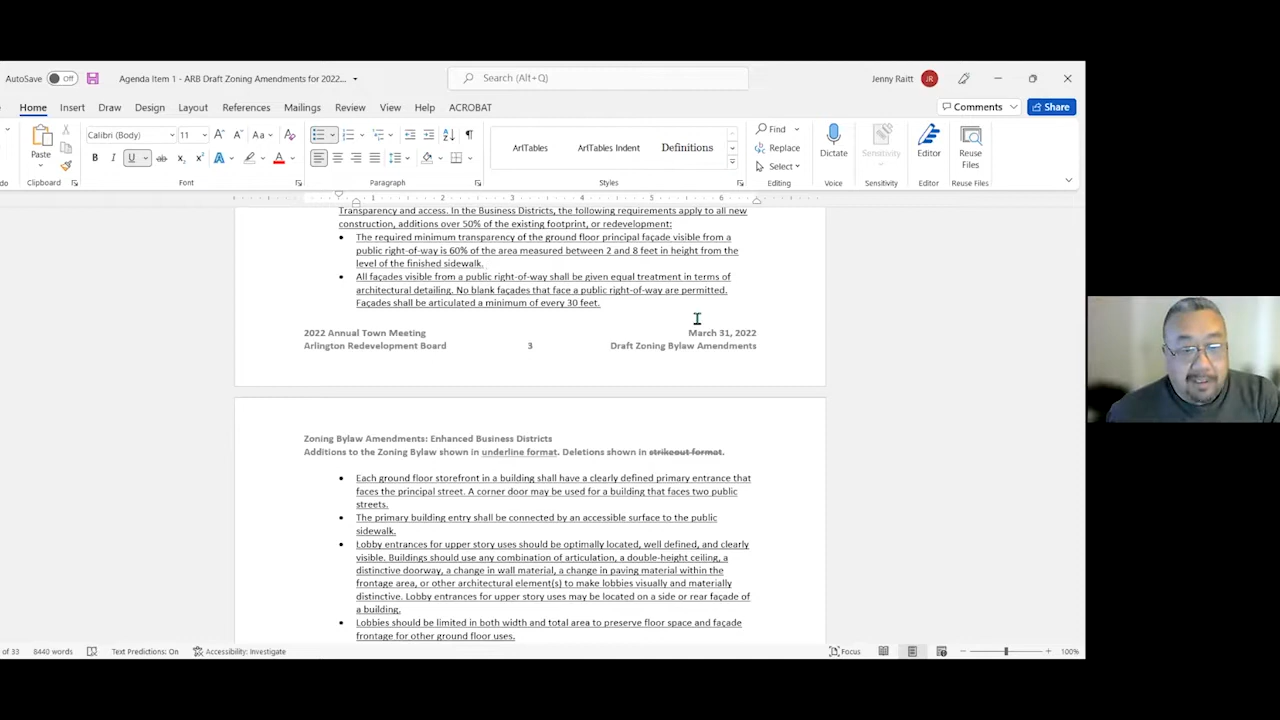 AutoSave Off Agenda Item 1 - ARB Draft Zoning Amendments for 2022... Search (Alt+Q) Jenny Raitt JR
Home Insert Draw Design Layout References Mailings Review View Help ACROBAT Comments Share
Calibri (Body) 11 Find
Paste ArtTables ArtTables Indent Definitions Replace Dictate Sensitivity Editor Reuse Files
Select
Clipboard Font Paragraph Styles Editing Voice Sensitivity Editor Reuse Files
1 2 3 4 5 6
Transparency and access. In the Business Districts, the following requirements apply to all new
construction, additions over 50% of the existing footprint, or redevelopment:
• The required minimum transparency of the ground floor principal façade visible from a
public right-of-way is 60% of the area measured between 2 and 8 feet in height from the
level of the finished sidewalk.
• All façades visible from a public right-of-way shall be given equal treatment in terms of
architectural detailing. No blank façades that face a public right-of-way are permitted.
Façades shall be articulated a minimum of every 30 feet.
2022 Annual Town Meeting March 31, 2022
Arlington Redevelopment Board 3 Draft Zoning Bylaw Amendments
Zoning Bylaw Amendments: Enhanced Business Districts
Additions to the Zoning Bylaw shown in underline format. Deletions shown in strikeout format.
• Each ground floor storefront in a building shall have a clearly defined primary entrance that
faces the principal street. A corner door may be used for a building that faces two public
streets.
• The primary building entry shall be connected by an accessible surface to the public
sidewalk.
• Lobby entrances for upper story uses should be optimally located, well defined, and clearly
visible. Buildings should use any combination of articulation, a double-height ceiling, a
distinctive doorway, a change in wall material, a change in paving material within the
frontage area, or other architectural element(s) to make lobbies visually and materially
distinctive. Lobby entrances for upper story uses may be located on a side or rear façade of
a building.
• Lobbies should be limited in both width and total area to preserve floor space and façade
frontage for other ground floor uses.
of 33 8440 words Text Predictions: On Accessibility: Investigate Focus 100%